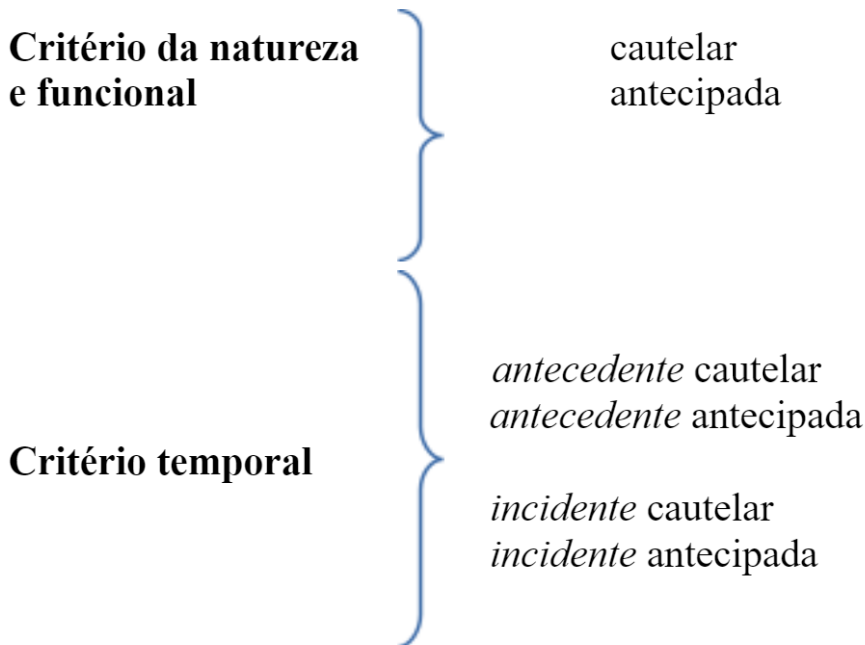 Critério da natureza
e funcional
cautelar
antecipada
antecedente cautelar
antecedente antecipada
Critério temporal
incidente cautelar
incidente antecipada